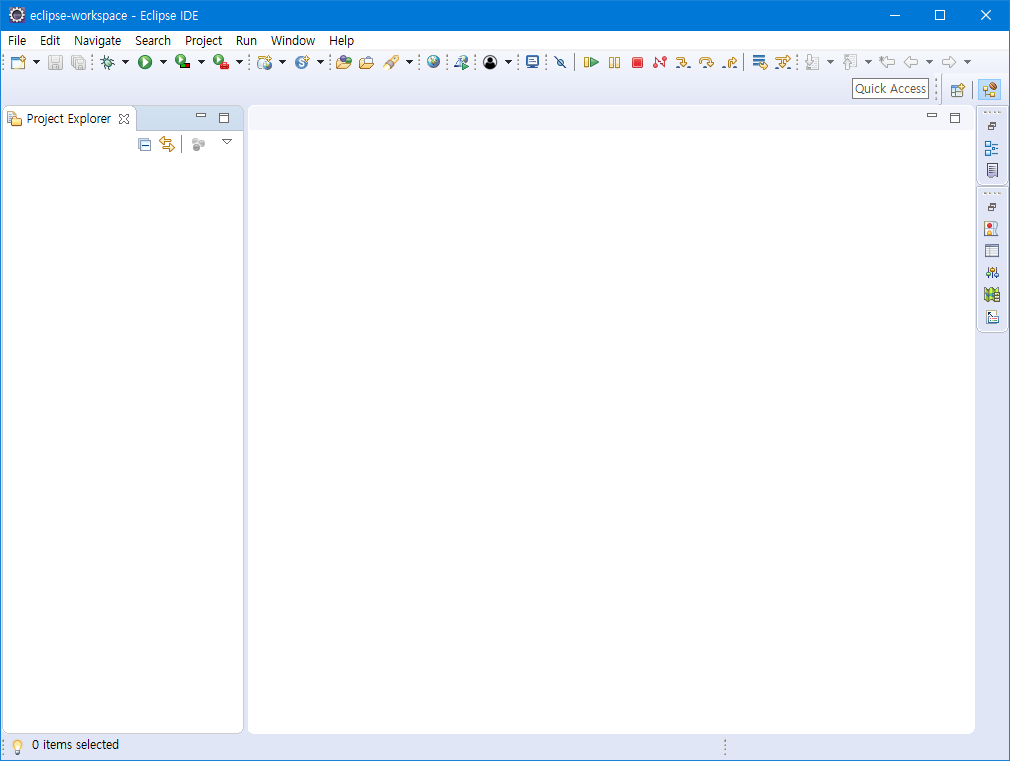 eclipse-workspace - Eclipse IDE
File Edit Navigate Search Project Run Window Help
Quick Access
Project Explorer
0 items selected